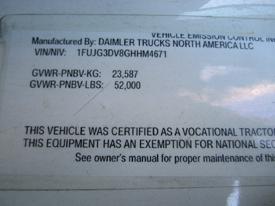 VEHICLE EMISSION CONTROL IN
Manufactured By: DAIMLER TRUCKS NORTH AMERICA LLC
VIN/NIV: 1FUJG3DV8GHHM4671
GVWR-PNBV-KG: 23,587
GVWR-PNBV-LBS: 52,000
THIS VEHICLE WAS CERTIFIED AS A VOCATIONAL TRACTO
THIS EQUIPMENT HAS AN EXEMPTION FOR NATIONAL SEC
See owner's manual for proper maintenance of this